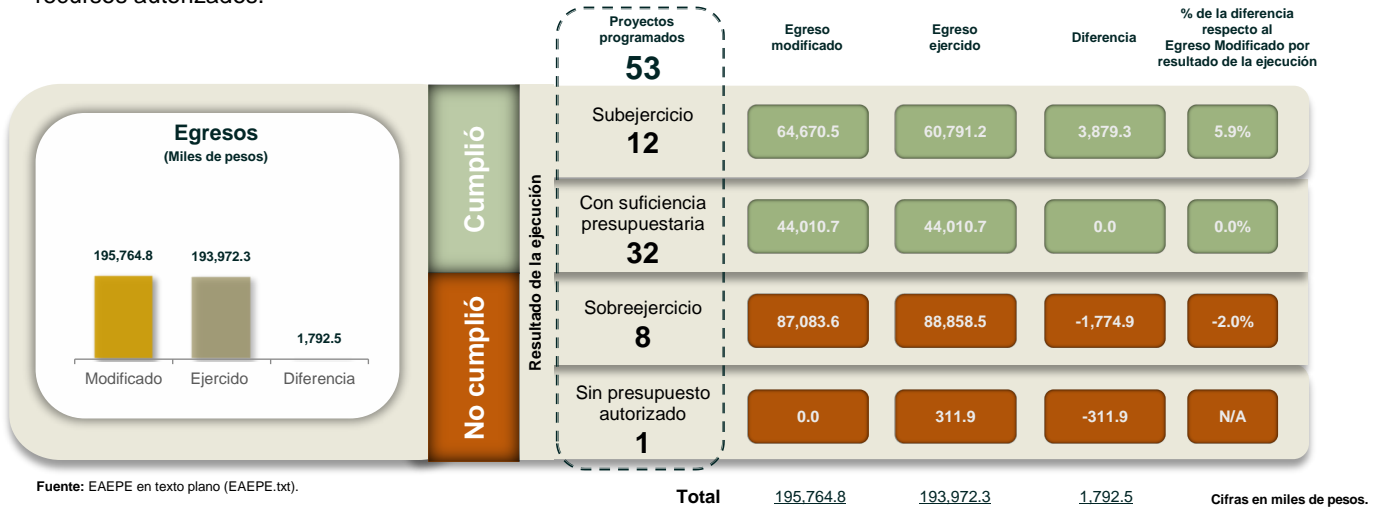 recursos autorizados.
Proyectos
programados
53
Egreso
modificado
Egreso
ejercido
Diferencia
% de la diferencia
respecto al
Egreso Modificado por
resultado de la ejecución
Egresos
(Miles de pesos)
195,764.8
193,972.3
1,792.5
Modificado
Ejercido
Diferencia
Cumplió
No cumplió
Resultado de la ejecución
Subejercicio
12
64,670.5
60,791.2
3,879.3
5.9%
Con suficiencia
presupuestaria
32
44,010.7
44,010.7
0.0
0.0%
Sobreejercicio
8
87,083.6
88,858.5
-1,774.9
-2.0%
Sin presupuesto
autorizado
1
0.0
311.9
-311.9
N/A
Fuente: EAEPE en texto plano (EAEPE.txt).
Total
195,764.8
193,972.3
1,792.5
Cifras en miles de pesos.